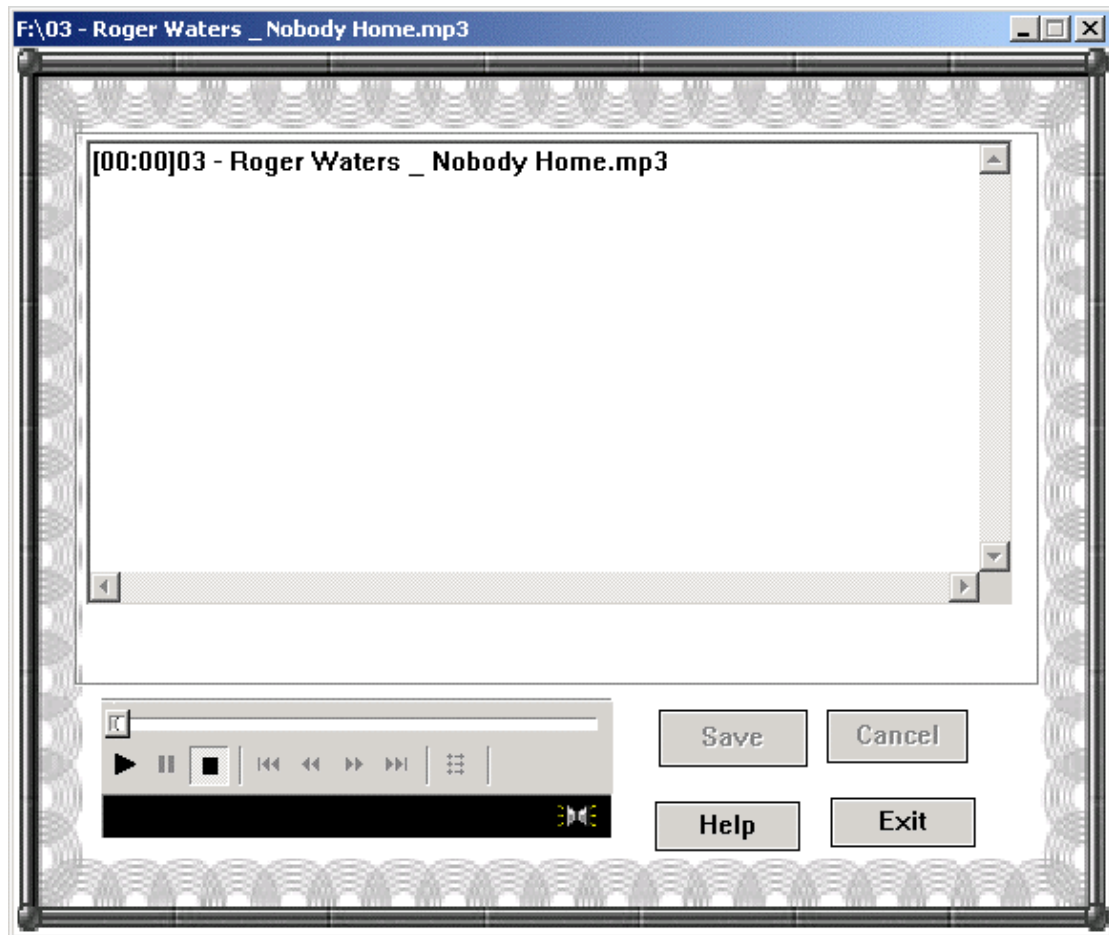 F:\03 - Roger Waters _ Nobody Home.mp3
[00:00]03 - Roger Waters _ Nobody Home.mp3
Save
Cancel
Help
Exit